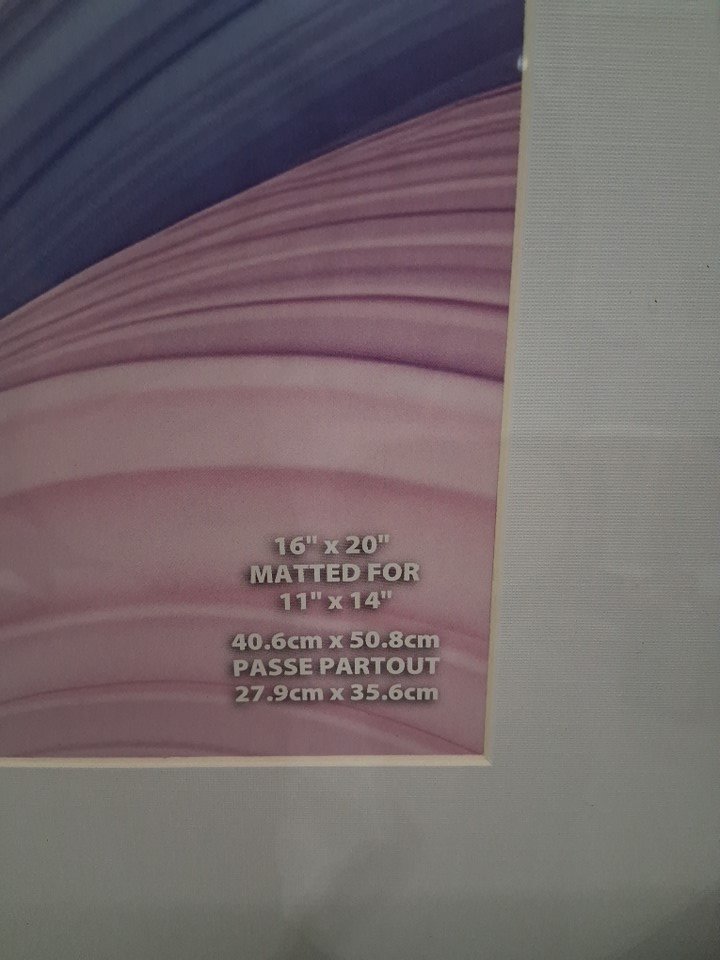 16" x 20"
MATTED FOR
11" x 14"
40.6cm x 50.8cm
PASSE PARTOUT
27.9cm x 35.6cm